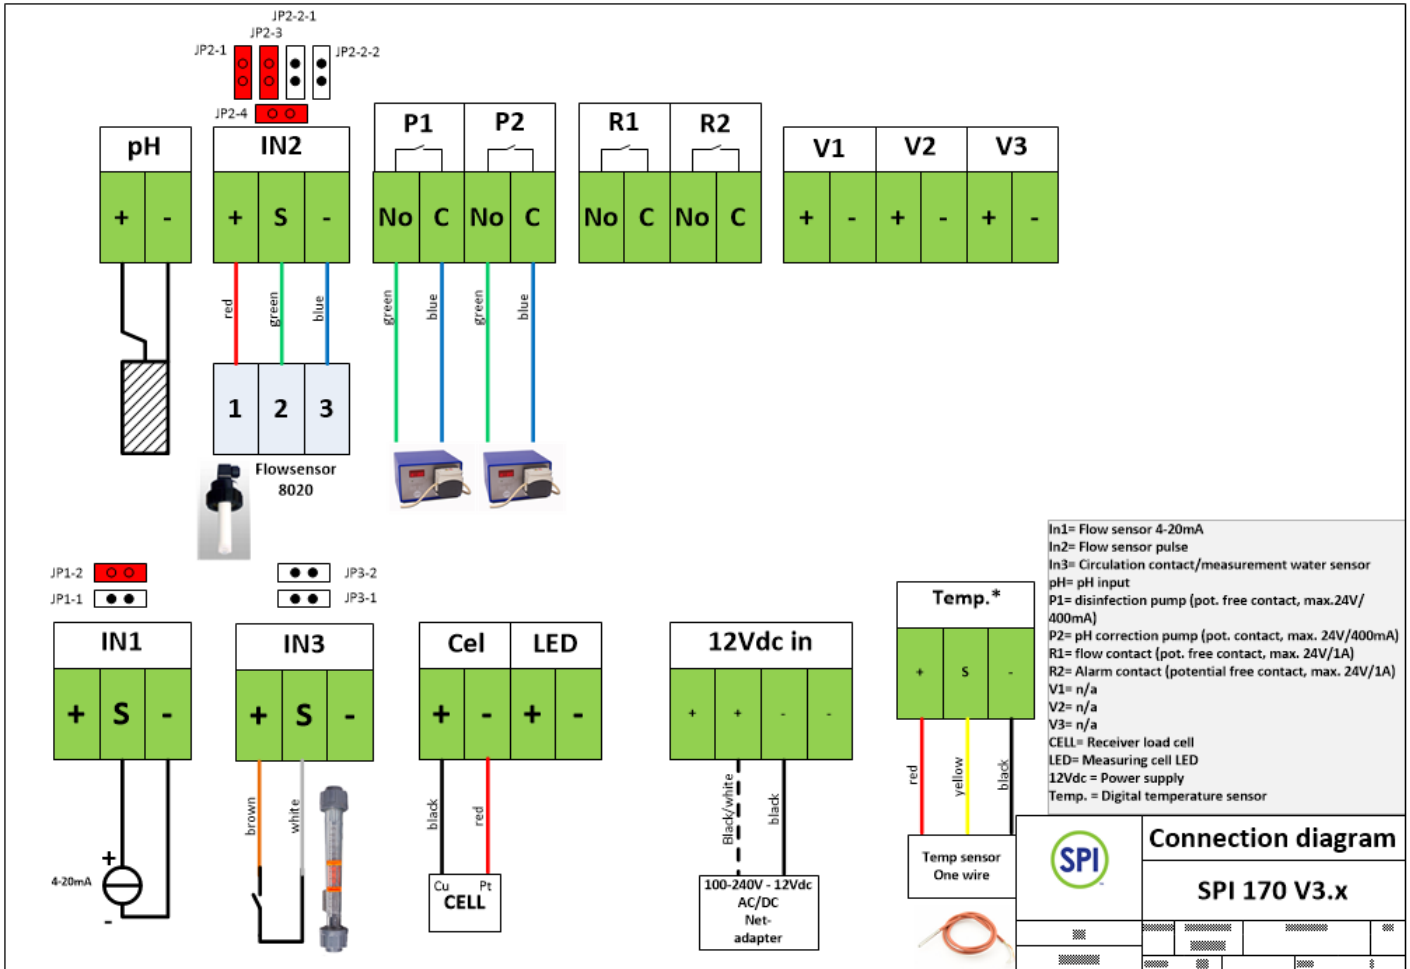 JP2-2-1
JP2-3
JP2-1
JP2-2-2
JP2-4
pH
IN2
P1
P2
R1
R2
V1
V2
V3
+ -
+ S -
No C No C
No C No C
+ - + - + -
red
green
blue
green
blue
green
blue
1 2 3
Flowsensor
8020
JP1-2
JP1-1
JP3-2
JP3-1
IN1
IN3
Cel
LED
12Vdc in
Temp.*
+ S -
+ S -
+ - + -
+ + - -
+ S -
brown
white
black
red
Black/white
black
red
yellow
black
+
4-20mA
-
Cu Pt
CELL
100-240V - 12Vdc
AC/DC
Net-
adapter
Temp sensor
One wire
In1= Flow sensor 4-20mA
In2= Flow sensor pulse
In3= Circulation contact/measurement water sensor
pH= pH input
P1= disinfection pump (pot. free contact, max.24V/
400mA)
P2= pH correction pump (pot. contact, max. 24V/400mA)
R1= flow contact (pot. free contact, max. 24V/1A)
R2= Alarm contact (potential free contact, max. 24V/1A)
V1= n/a
V2= n/a
V3= n/a
CELL= Receiver load cell
LED= Measuring cell LED
12Vdc = Power supply
Temp. = Digital temperature sensor
SPI
Connection diagram
SPI 170 V3.x